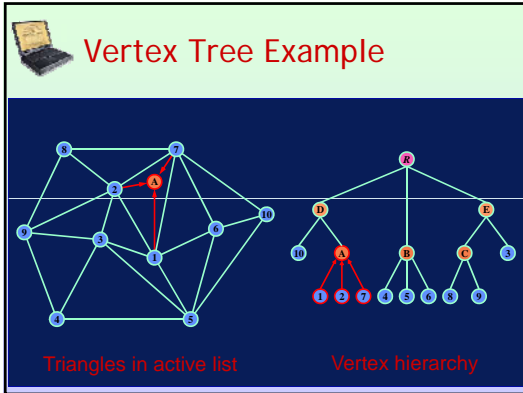 Vertex Tree Example
8 7
2 A
10
9 3 6
1
4 5
R
D E
10 A B C 3
1 2 7 4 5 6 8 9
Triangles in active list
Vertex hierarchy